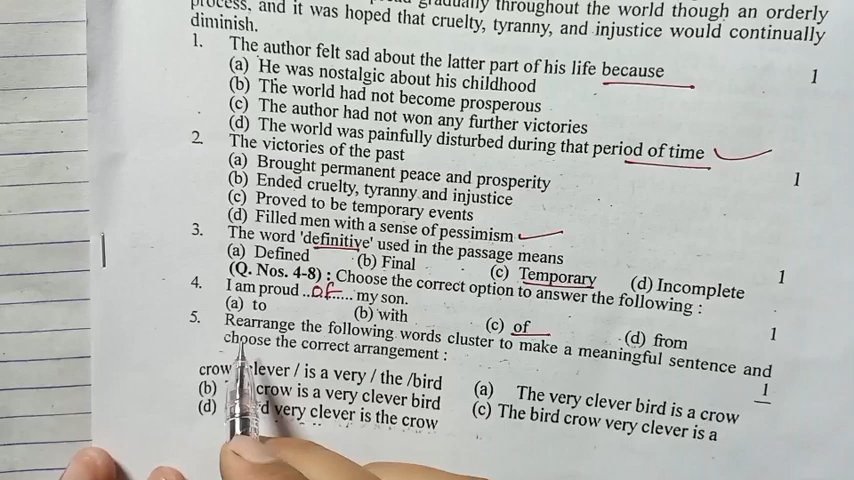 gradually throughout the world though an orderly
process, and it was hoped that cruelty, tyranny, and injustice would continually
diminish.
1. The author felt sad about the latter part of his life because 1
(a) He was nostalgic about his childhood
(b) The world had not become prosperous
(c) The author had not won any further victories
(d) The world was painfully disturbed during that period of time
2. The victories of the past 1
(a) Brought permanent peace and prosperity
(b) Ended cruelty, tyranny and injustice
(c) Proved to be temporary events
(d) Filled men with a sense of pessimism
3. The word 'definitive' used in the passage means 1
(a) Defined (b) Final (c) Temporary (d) Incomplete
(Q. Nos. 4-8) : Choose the correct option to answer the following :
4. I am proud ...of... my son. 1
(a) to (b) with (c) of (d) from
5. Rearrange the following words cluster to make a meaningful sentence and
choose the correct arrangement : 1
crow lever / is a very / the /bird (a) The very clever bird is a crow
(b) crow is a very clever bird (c) The bird crow very clever is a
(d) very clever is the crow